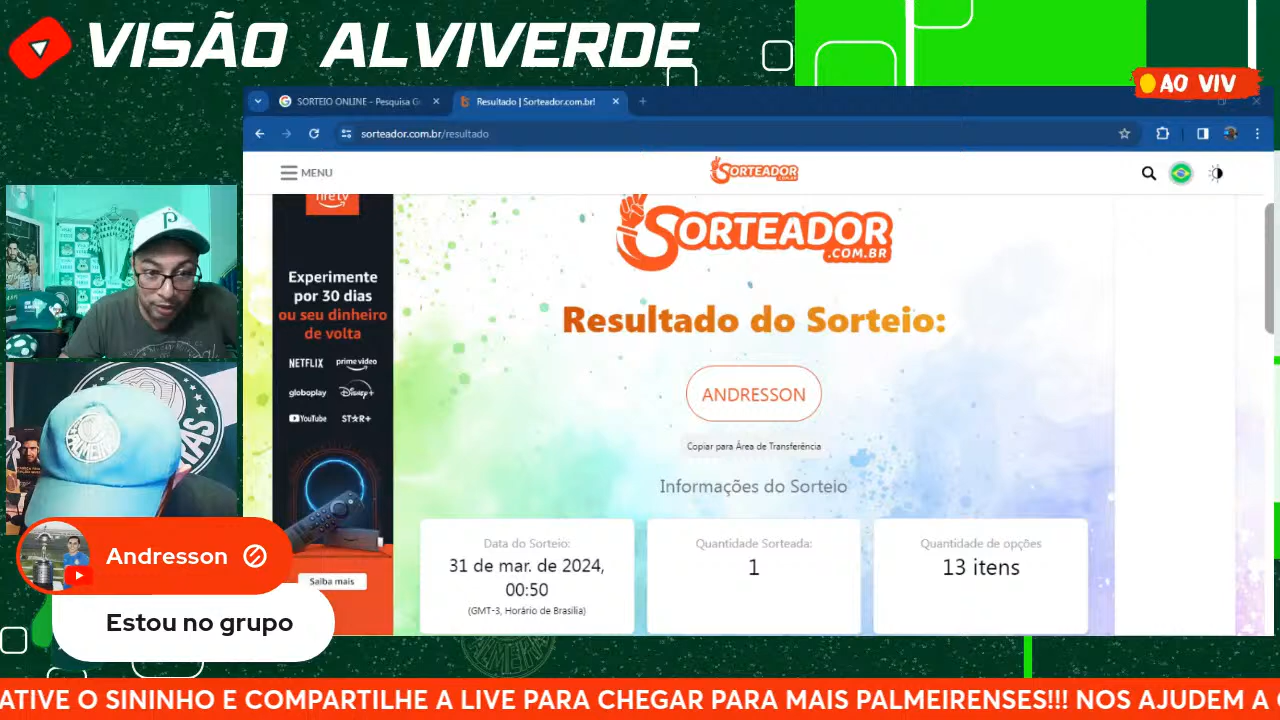 VISÃO ALVIVERDE
AO VIV
SORTEIO ONLINE - Pesquisa G
Resultado | Sorteador.com.br!
sorteador.com.br/resultado
MENU
SORTEADOR
fire tv
SORTEADOR
.COM.BR
Experimente
por 30 dias
ou seu dinheiro
de volta
NETFLIX prime video
globoplay Disney+
YouTube ST★R+
Saiba mais
Resultado do Sorteio:
ANDRESSON
Copiar para Área de Transferência
Informações do Sorteio
Data do Sorteio:
31 de mar. de 2024,
00:50
(GMT-3, Horário de Brasília)
Quantidade Sorteada:
1
Quantidade de opções
13 itens
Andresson
Estou no grupo
ATIVE O SININHO E COMPARTILHE A LIVE PARA CHEGAR PARA MAIS PALMEIRENSES!!! NOS AJUDEM A